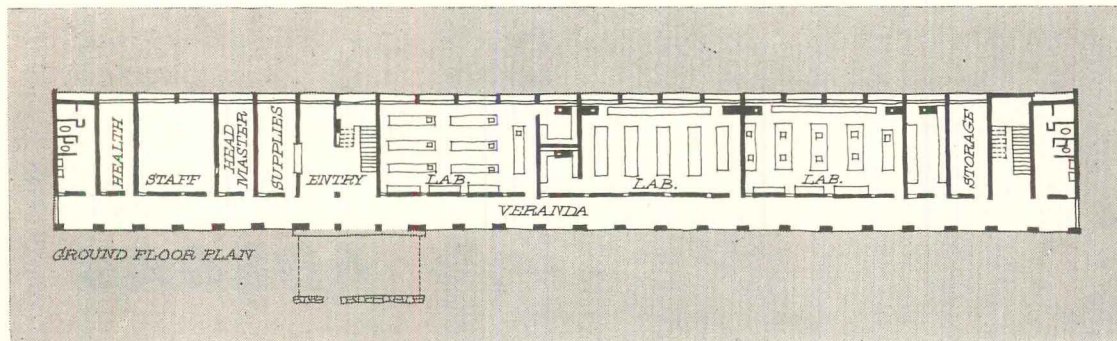 HEALTH
STAFF
HEAD
MASTER
SUPPLIES
ENTRY
LAB.
LAB.
LAB.
STORAGE
VERANDA
GROUND FLOOR PLAN